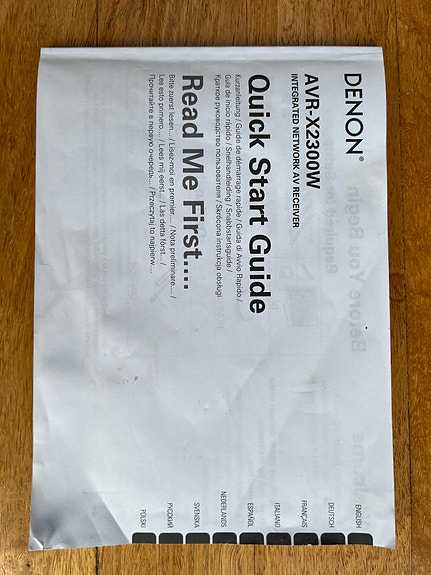 DENON®
AVR-X2300W
INTEGRATED NETWORK AV RECEIVER
Quick Start Guide
Kurzanleitung / Guide de démarrage rapide / Guida di Avvio Rapido /
Guía de inicio rápido / Snelhandleiding / Snabbstartsguide /
Краткое руководство пользователя / Skrócona instrukcja obsługi
Read Me First....
Bitte zuerst lesen.... / Lisez-moi en premier.... / Nota preliminare.... /
Lea esto primero.... / Lees mij eerst.... / Läs detta först.... /
Прочитайте в первую очередь.... / Przeczytaj to najpierw....
ENGLISH
DEUTSCH
FRANÇAIS
ITALIANO
ESPAÑOL
NEDERLANDS
SVENSKA
РУССКИЙ
POLSKI